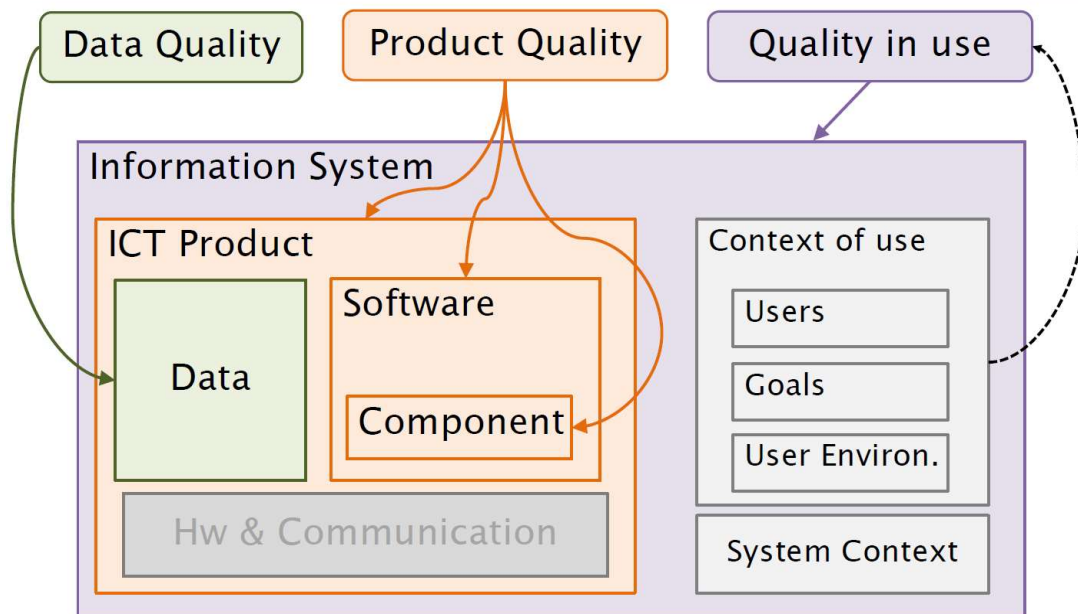 Data Quality
Product Quality
Quality in use
Information System
ICT Product
Data
Software
Component
Hw & Communication
Context of use
Users
Goals
User Environ.
System Context